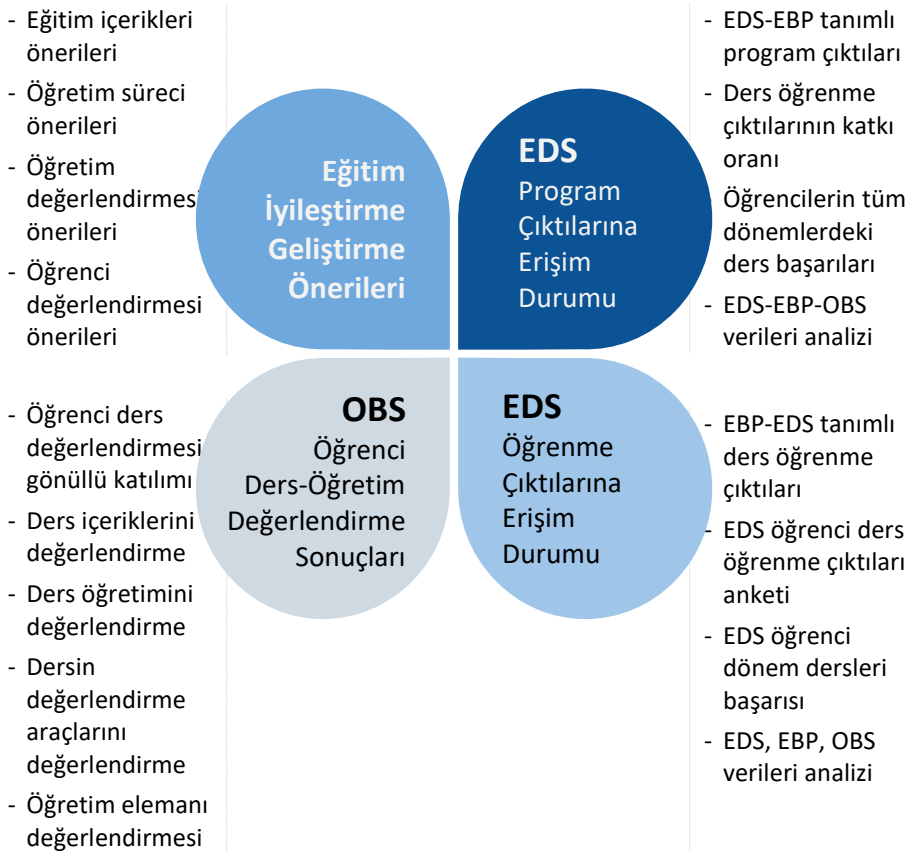 - Eğitim içerikleri
önerileri
- Öğretim süreci
önerileri
- Öğretim
değerlendirmesi
önerileri
- Öğrenci
değerlendirmesi
önerileri
Eğitim
İyileştirme
Geliştirme
Önerileri
EDS
Program
Çıktılarına
Erişim
Durumu
- EDS-EBP tanımlı
program çıktıları
- Ders öğrenme
çıktılarının katkı
oranı
Öğrencilerin tüm
dönemlerdeki
ders başarıları
- EDS-EBP-OBS
verileri analizi
- Öğrenci ders
değerlendirmesi
gönüllü katılımı
- Ders içeriklerini
değerlendirme
- Ders öğretimini
değerlendirme
- Dersin
değerlendirme
araçlarını
değerlendirme
- Öğretim elemanı
değerlendirmesi
OBS
Öğrenci
Ders-Öğretim
Değerlendirme
Sonuçları
EDS
Öğrenme
Çıktılarına
Erişim
Durumu
- EBP-EDS tanımlı
ders öğrenme
çıktıları
- EDS öğrenci ders
öğrenme çıktıları
anketi
- EDS öğrenci
dönem dersleri
başarısı
- EDS, EBP, OBS
verileri analizi